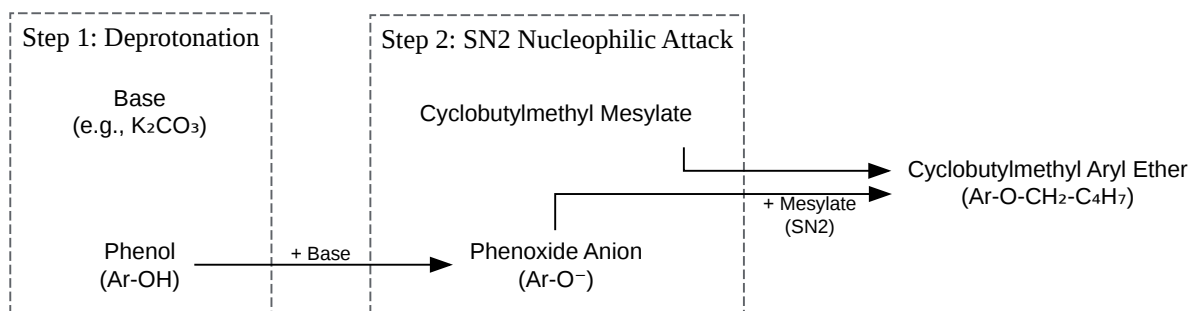 Step 1: Deprotonation
Base
(e.g., K₂CO₃)
Phenol
(Ar-OH)
+ Base
Step 2: SN2 Nucleophilic Attack
Cyclobutylmethyl Mesylate
Phenoxide Anion
(Ar-O⁻)
+ Mesylate
(SN2)
Cyclobutylmethyl Aryl Ether
(Ar-O-CH₂-C₄H₇)